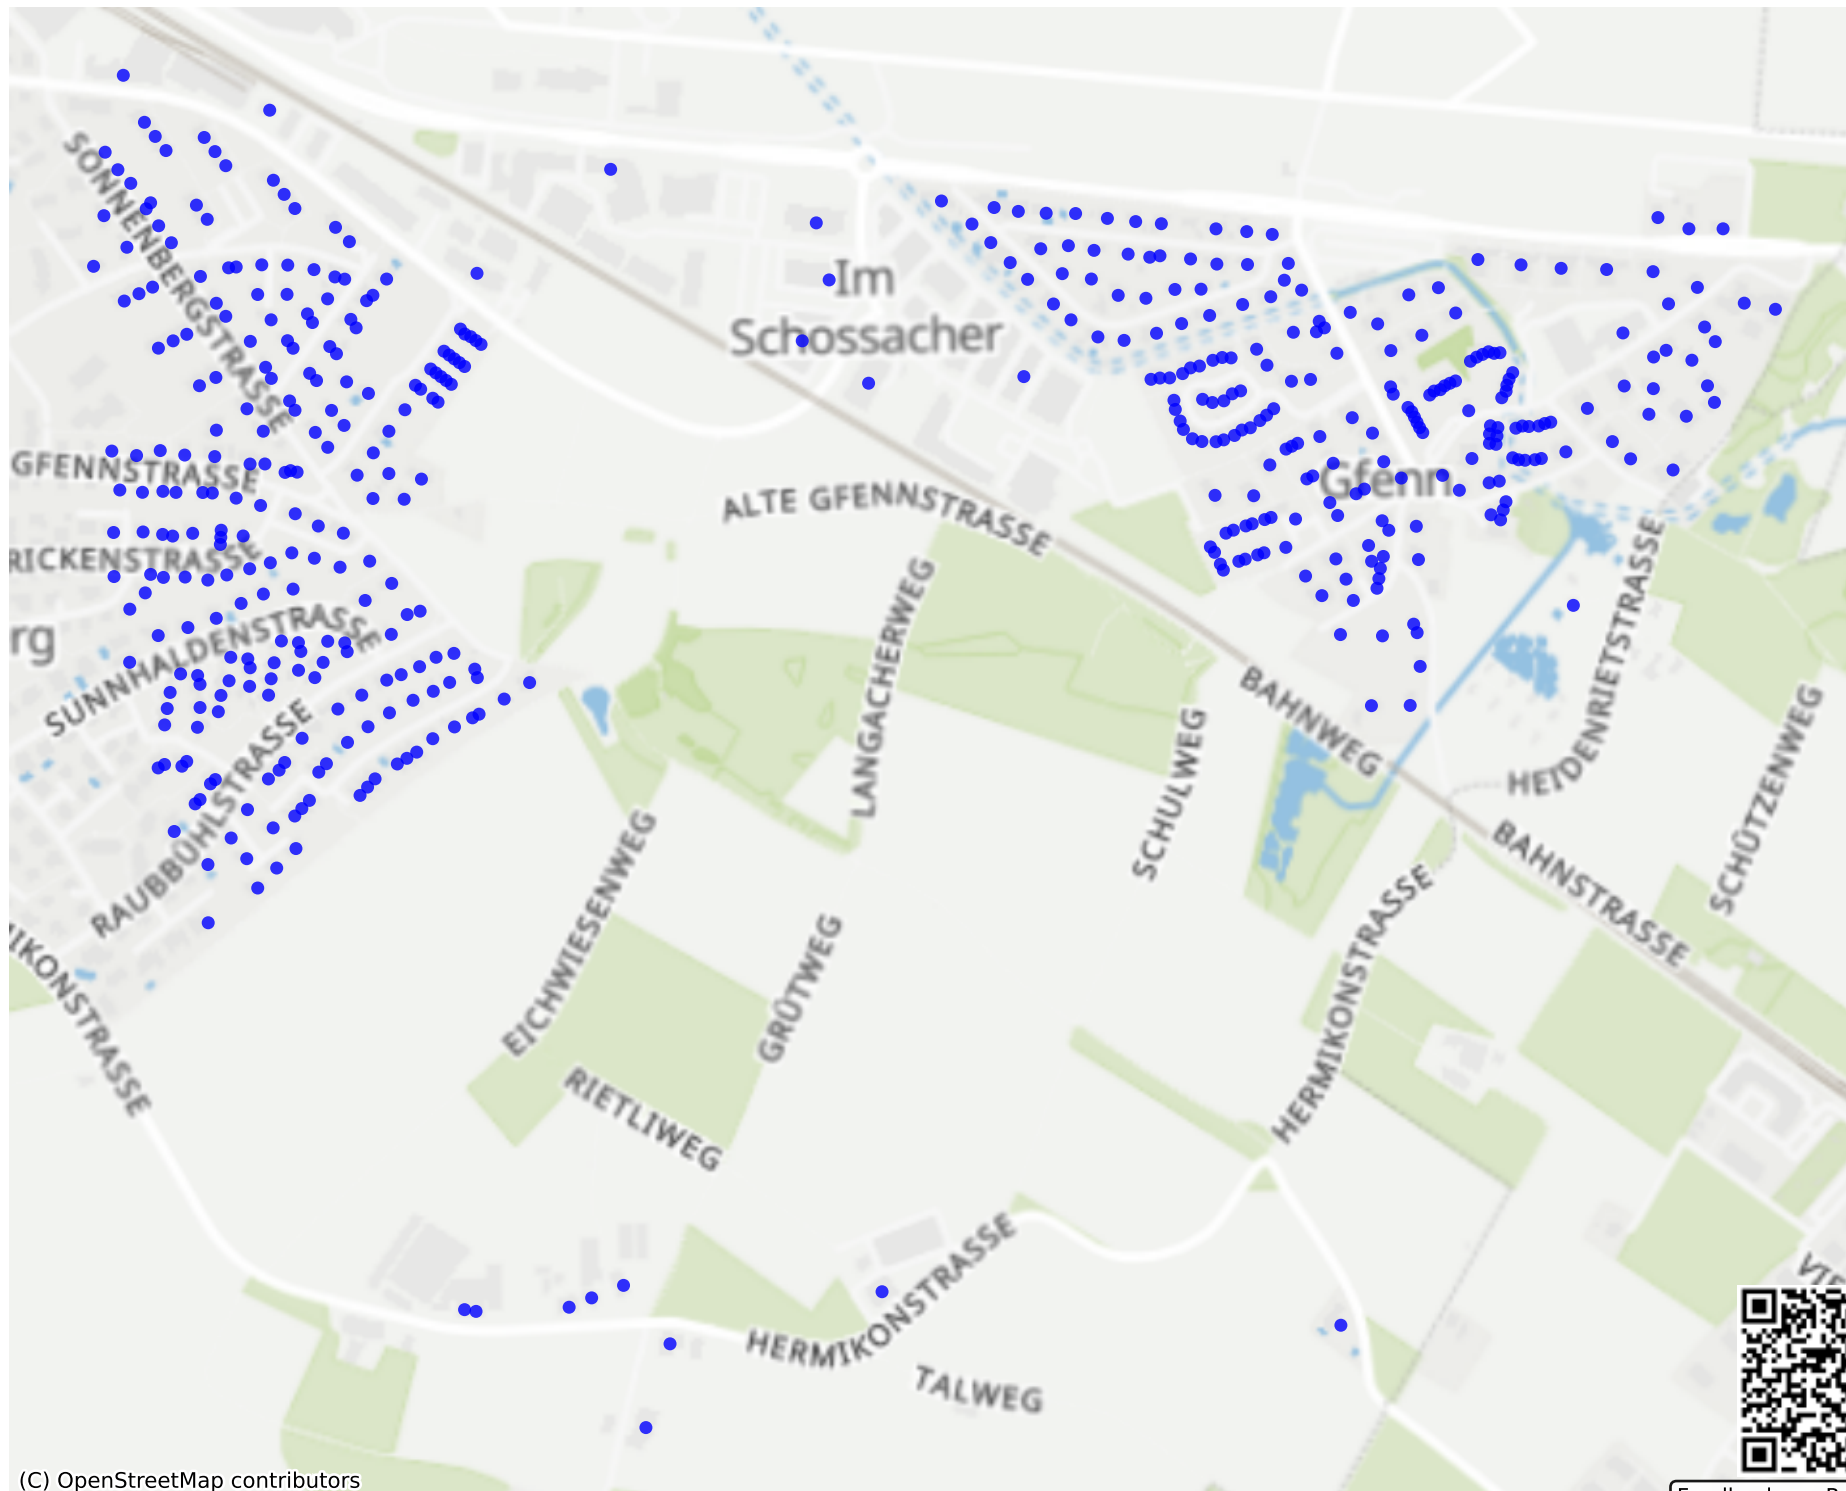 SONNENBERGSTRASSE
Im
Schossacher
GFENNSTRASSE
Gfenn
ALTE GFENNSTRASSE
RICKENSTRASSE
rg
SUNNHALDENSTRASSE
LANGÄCHERWEG
HEIDENRIETSTRASSE
BAHNWEG
SCHULWEG
RAUBBÜHLSTRASSE
SCHÜTZENWEG
EICHWIESENWEG
BAHNSTRASSE
HERMIKONSTRASSE
GRÜTWEG
IKONSTRASSE
RIETLIWEG
HERMIKONSTRASSE
TALWEG
(C) OpenStreetMap contributors